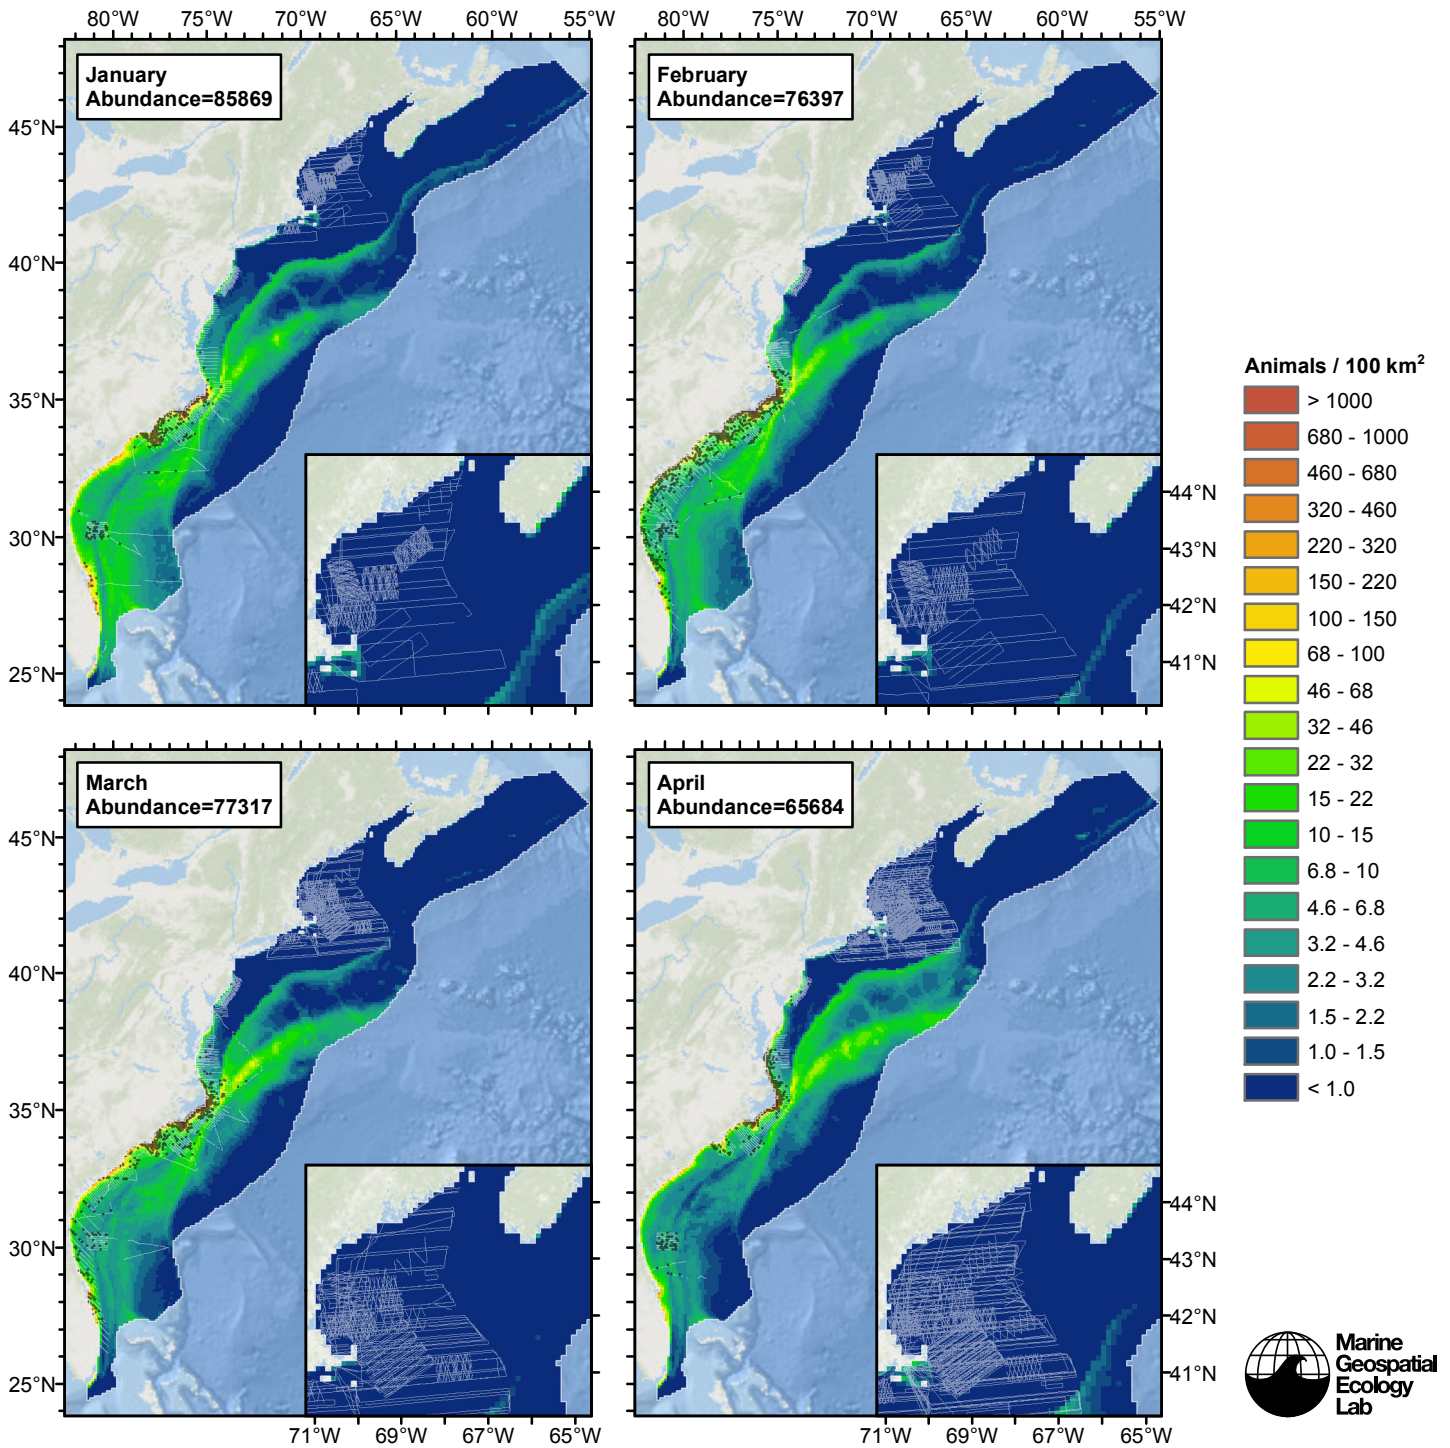 80°W 75°W 70°W 65°W 60°W 55°W
80°W 75°W 70°W 65°W 60°W 55°W
January
Abundance=85869
February
Abundance=76397
45°N
40°N
35°N
30°N
25°N
44°N
43°N
42°N
41°N
March
Abundance=77317
April
Abundance=65684
45°N
40°N
35°N
30°N
25°N
44°N
43°N
42°N
41°N
71°W 69°W 67°W 65°W
71°W 69°W 67°W 65°W
Animals / 100 km²
> 1000
680 - 1000
460 - 680
320 - 460
220 - 320
150 - 220
100 - 150
68 - 100
46 - 68
32 - 46
22 - 32
15 - 22
10 - 15
6.8 - 10
4.6 - 6.8
3.2 - 4.6
2.2 - 3.2
1.5 - 2.2
1.0 - 1.5
< 1.0
Marine
Geospatial
Ecology
Lab